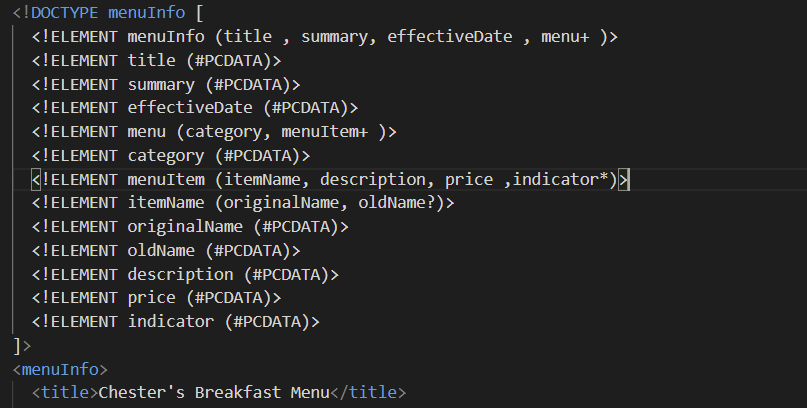 <!DOCTYPE menuInfo [
<!ELEMENT menuInfo (title , summary, effectiveDate , menu+ )>
<!ELEMENT title (#PCDATA)>
<!ELEMENT summary (#PCDATA)>
<!ELEMENT effectiveDate (#PCDATA)>
<!ELEMENT menu (category, menuItem+ )>
<!ELEMENT category (#PCDATA)>
<!ELEMENT menuItem (itemName, description, price ,indicator*)>
<!ELEMENT itemName (originalName, oldName?)>
<!ELEMENT originalName (#PCDATA)>
<!ELEMENT oldName (#PCDATA)>
<!ELEMENT description (#PCDATA)>
<!ELEMENT price (#PCDATA)>
<!ELEMENT indicator (#PCDATA)>
]>
<menuInfo>
<title>Chester's Breakfast Menu</title>